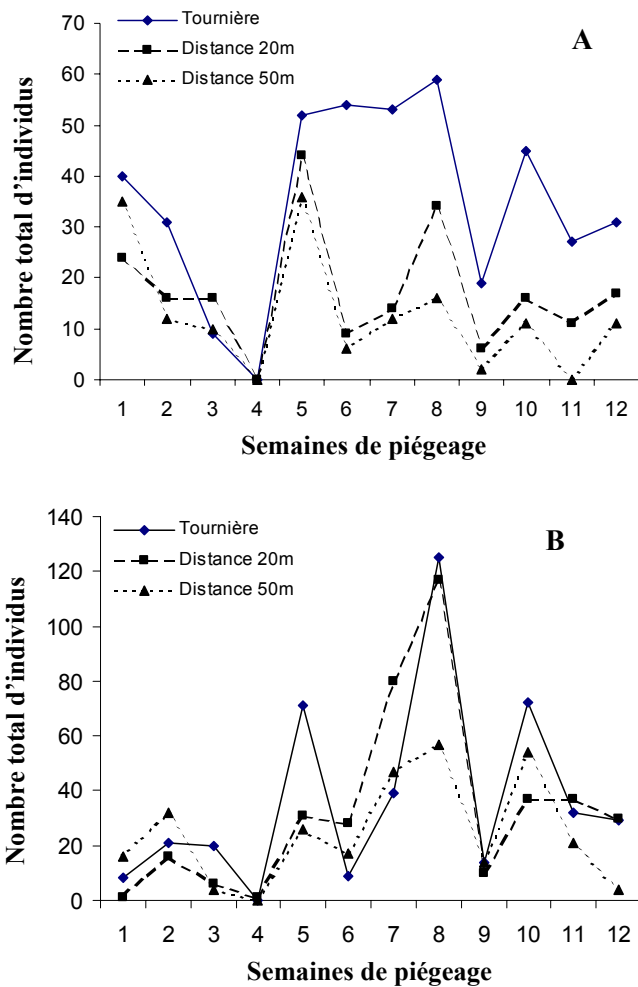 A
Tournière
Distance 20m
Distance 50m
Nombre total d'individus
70
60
50
40
30
20
10
0
1 2 3 4 5 6 7 8 9 10 11 12
Semaines de piégeage
B
Tournière
Distance 20m
Distance 50m
Nombre total d'individus
140
120
100
80
60
40
20
0
1 2 3 4 5 6 7 8 9 10 11 12
Semaines de piégeage